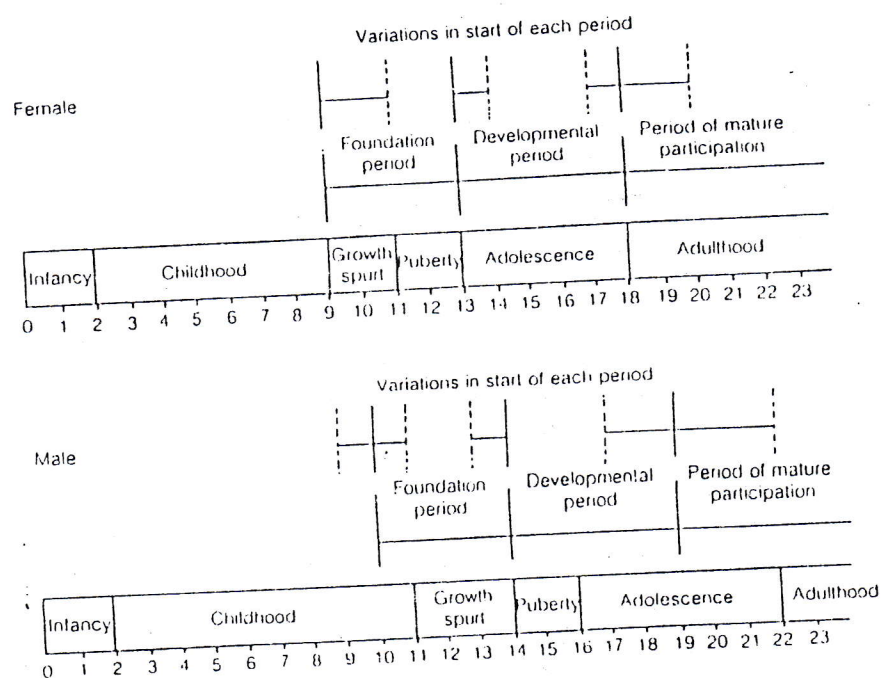 Variations in start of each period
Female
Foundation period
Developmental period
Period of mature participation
Infancy Childhood Growth spurt Puberty Adolescence Adulthood
0 1 2 3 4 5 6 7 8 9 10 11 12 13 14 15 16 17 18 19 20 21 22 23
Variations in start of each period
Male
Foundation period
Developmental period
Period of mature participation
Infancy Childhood Growth spurt Puberty Adolescence Adulthood
0 1 2 3 4 5 6 7 8 9 10 11 12 13 14 15 16 17 18 19 20 21 22 23